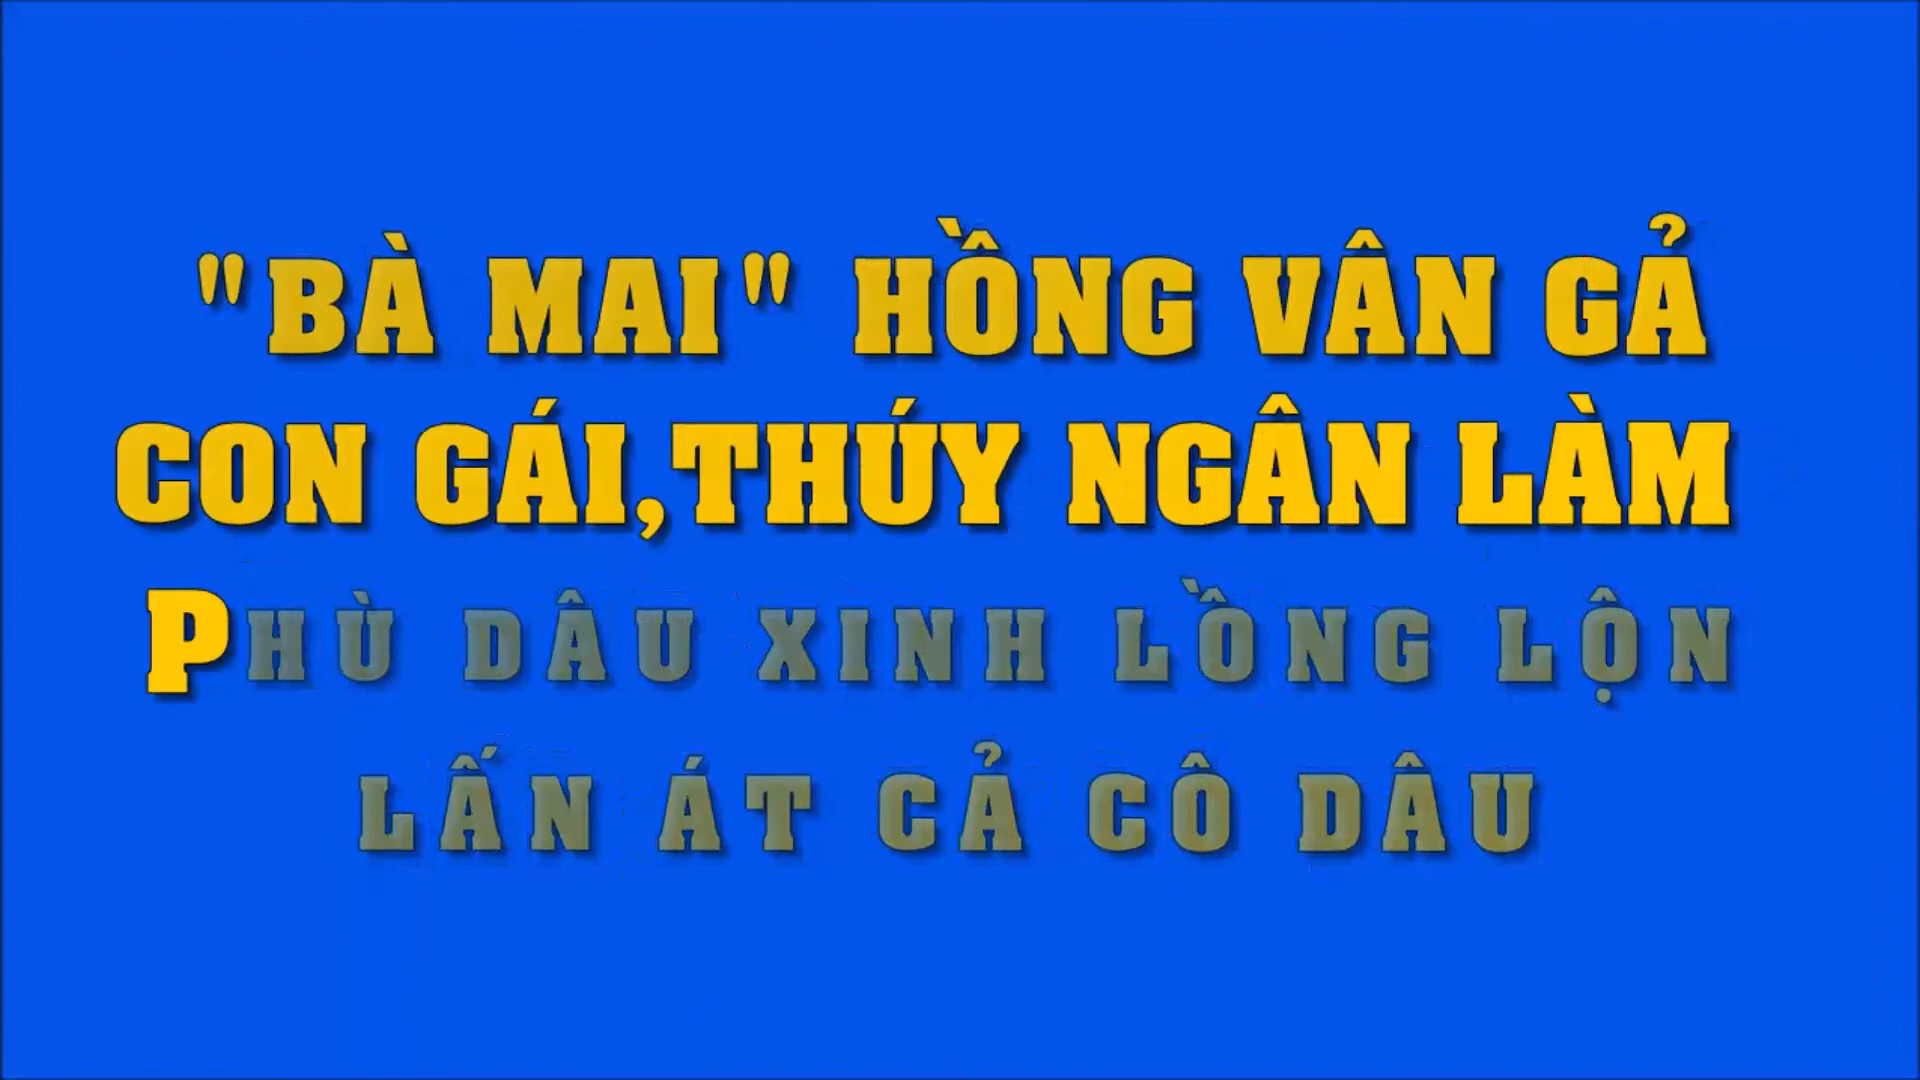 "BÀ MAI" HỒNG VÂN GẢ
CON GÁI,THÚY NGÂN LÀM
PHÙ DÂU XINH LỒNG LỘN
LẤN ÁT CẢ CÔ DÂU